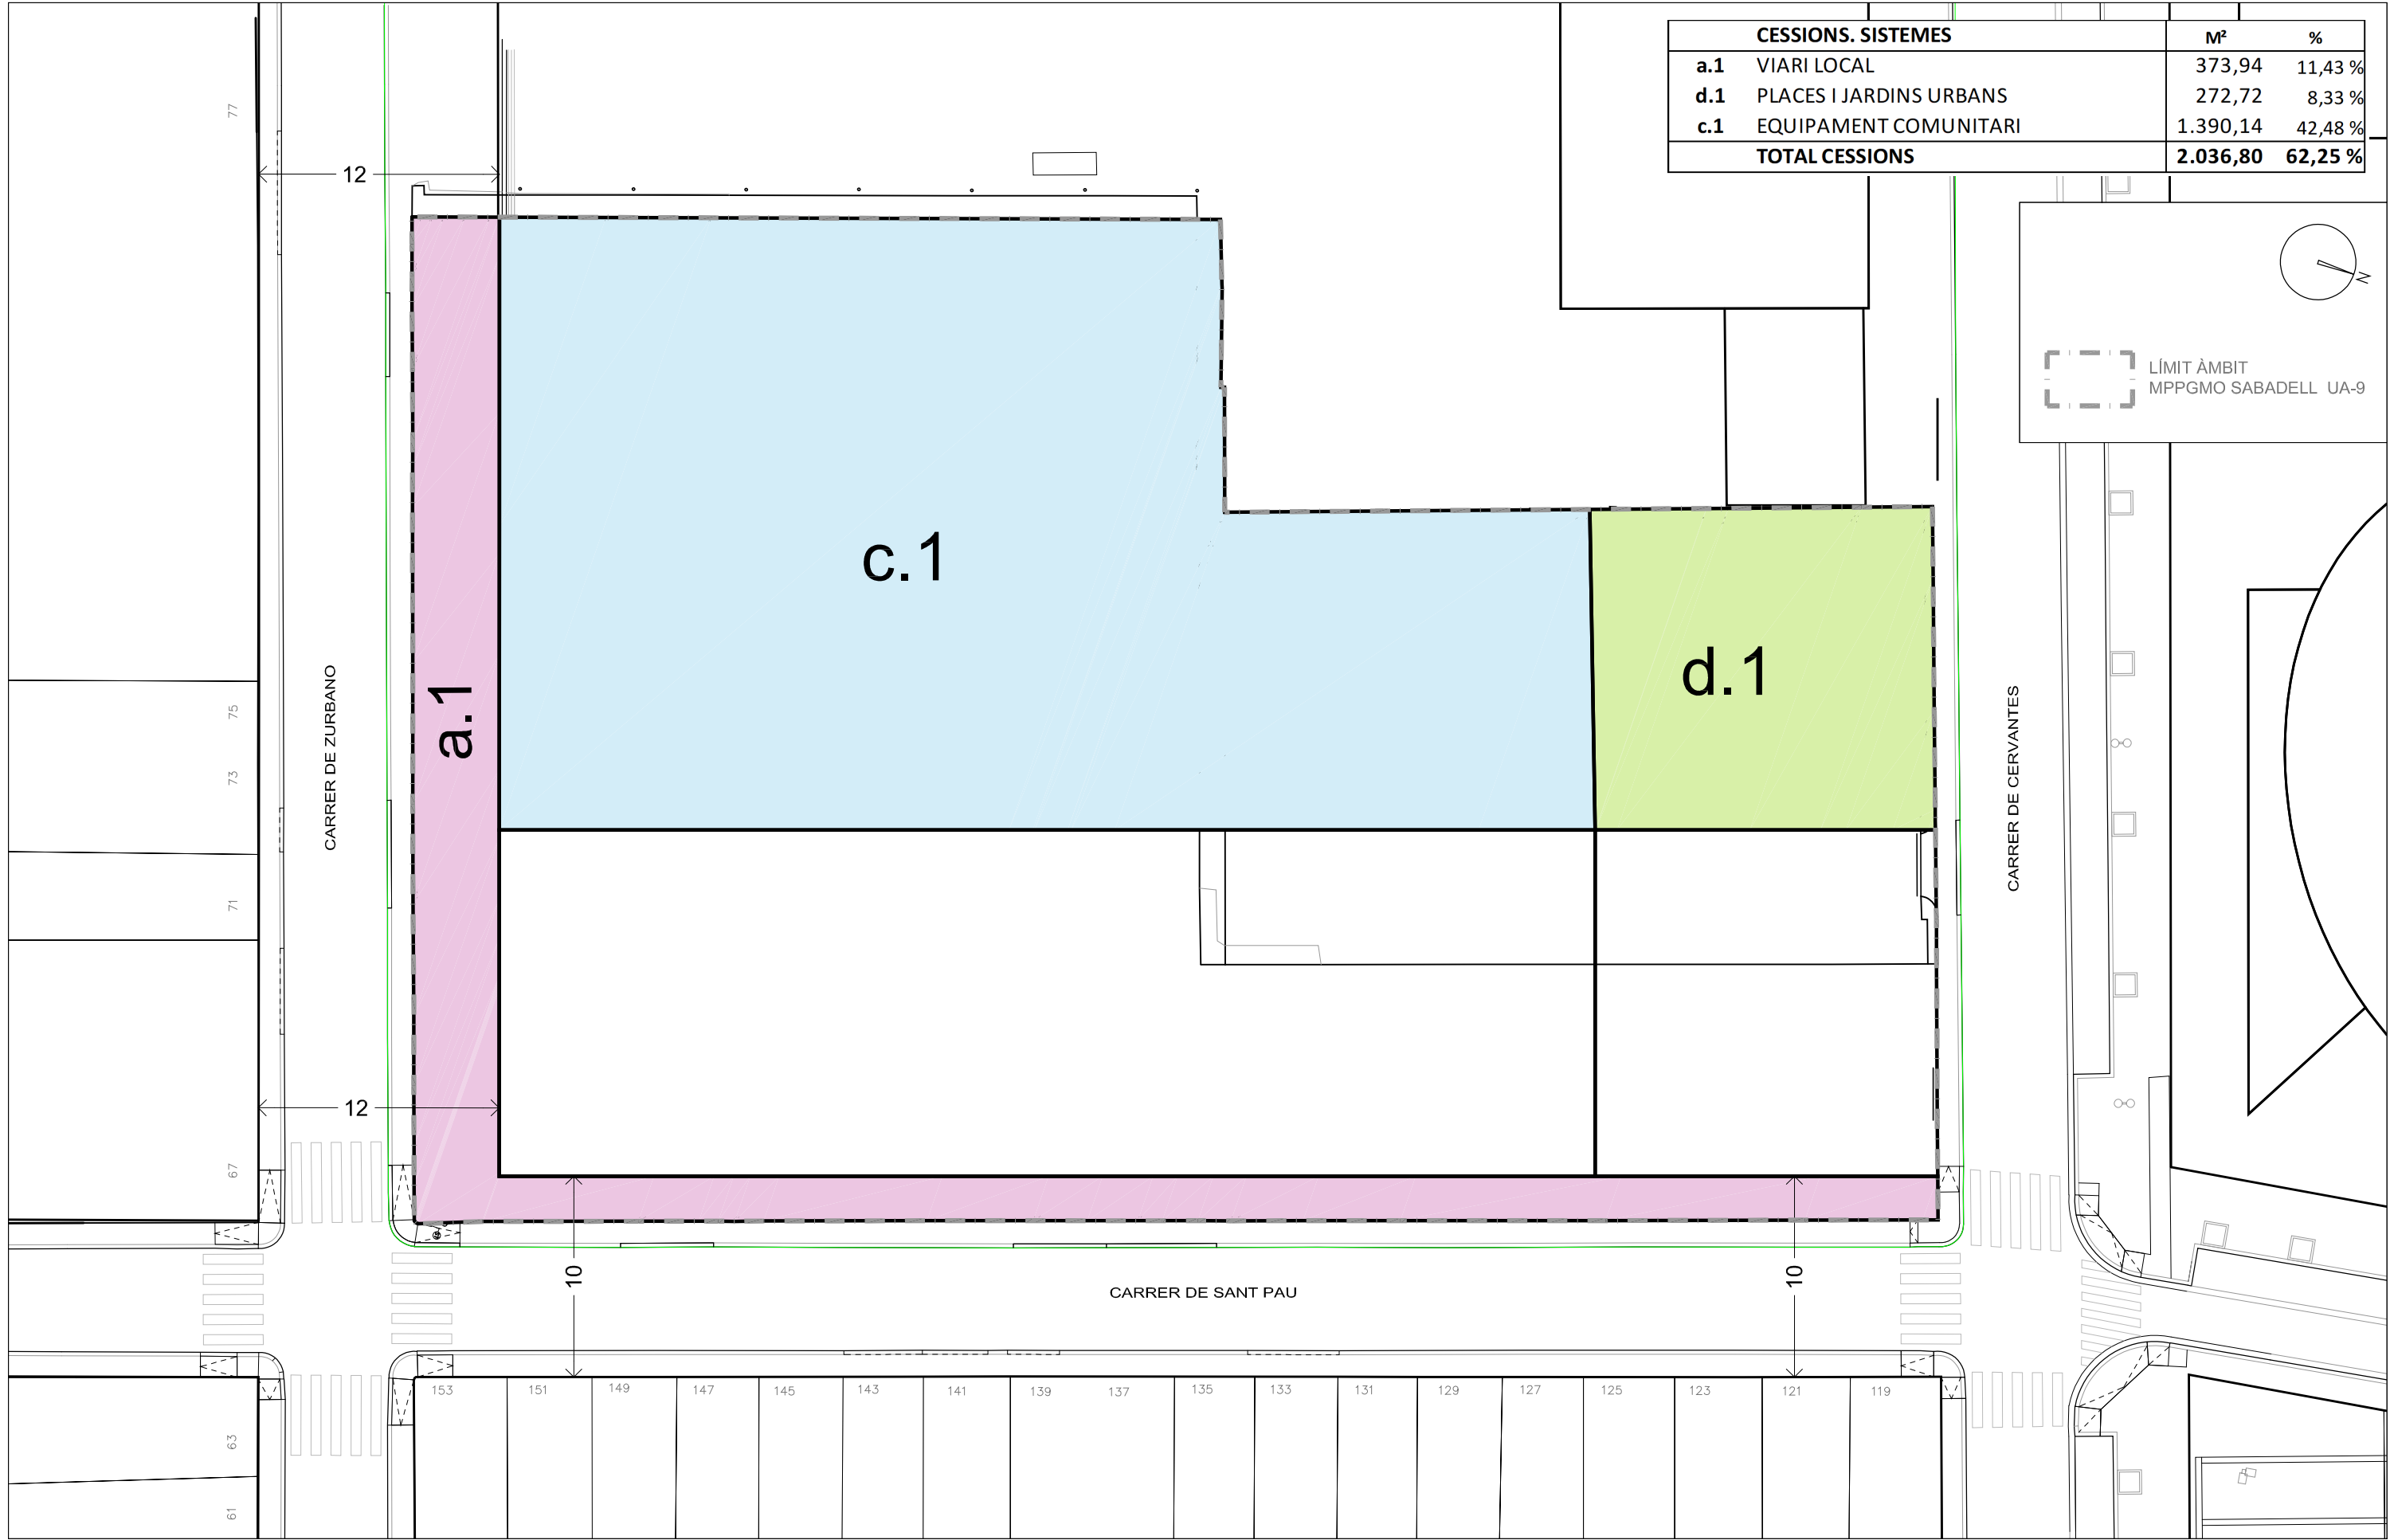 CESSIONS. SISTEMES M² %
a.1 VIARI LOCAL 373,94 11,43 %
d.1 PLACES I JARDINS URBANS 272,72 8,33 %
c.1 EQUIPAMENT COMUNITARI 1.390,14 42,48 %
TOTAL CESSIONS 2.036,80 62,25 %
N
LÍMIT ÀMBIT
MPPGMO SABADELL UA-9
77
12
c.1
d.1
a.1
CARRER DE ZURBANO
CARRER DE CERVANTES
75
73
71
12
67
10
10
CARRER DE SANT PAU
153 151 149 147 145 143 141 139 137 135 133 131 129 127 125 123 121 119
63
61